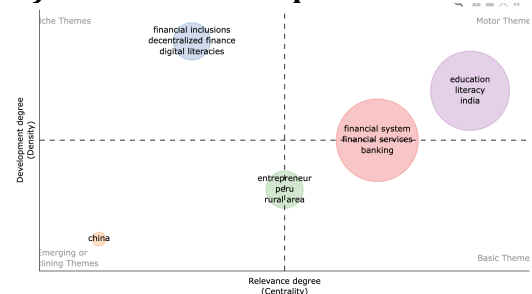 iche Themes
Motor Theme
financial inclusions
decentralized finance
digital literacies
education
literacy
india
financial system
financial services
banking
entrepreneur
peru
rural area
china
Emerging or
lining Themes
Basic Theme
Development degree
(Density)
Relevance degree
(Centrality)